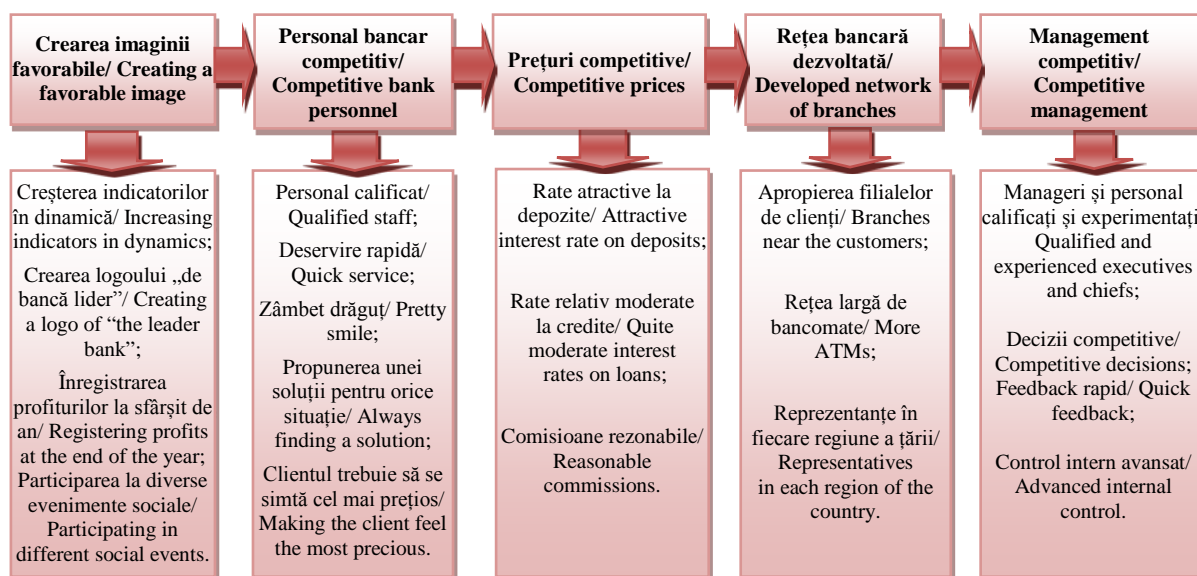 Crearea imaginii
favorabile/ Creating a
favorable image
Personal bancar
competitiv/
Competitive bank
personnel
Prețuri competitive/
Competitive prices
Rețea bancară
dezvoltată/
Developed network
of branches
Management
competitiv/
Competitive
management
Creșterea indicatorilor
în dinamică/ Increasing
indicators in dynamics;
Crearea logoului „de
bancă lider”/ Creating
a logo of “the leader
bank”;
Înregistrarea
profiturilor la sfârșit de
an/ Registering profits
at the end of the year;
Participarea la diverse
evenimente sociale/
Participating in
different social events.
Personal calificat/
Qualified staff;
Deservire rapidă/
Quick service;
Zâmbet drăguț/ Pretty
smile;
Propunerea unei
soluții pentru orice
situație/ Always
finding a solution;
Clientul trebuie să se
simtă cel mai prețios/
Making the client feel
the most precious.
Rate atractive la
depozite/ Attractive
interest rate on deposits;
Rate relativ moderate
la credite/ Quite
moderate interest
rates on loans;
Comisioane rezonabile/
Reasonable
commissions.
Apropierea filialelor
de clienți/ Branches
near the customers;
Rețea largă de
bancomate/ More
ATMs;
Reprezentanțe în
fiecare regiune a țării/
Representatives
in each region of the
country.
Manageri și personal
calificați și experimentați
Qualified and
experienced executives
and chiefs;
Decizii competitive/
Competitive decisions;
Feedback rapid/ Quick
feedback;
Control intern avansat/
Advanced internal
control.